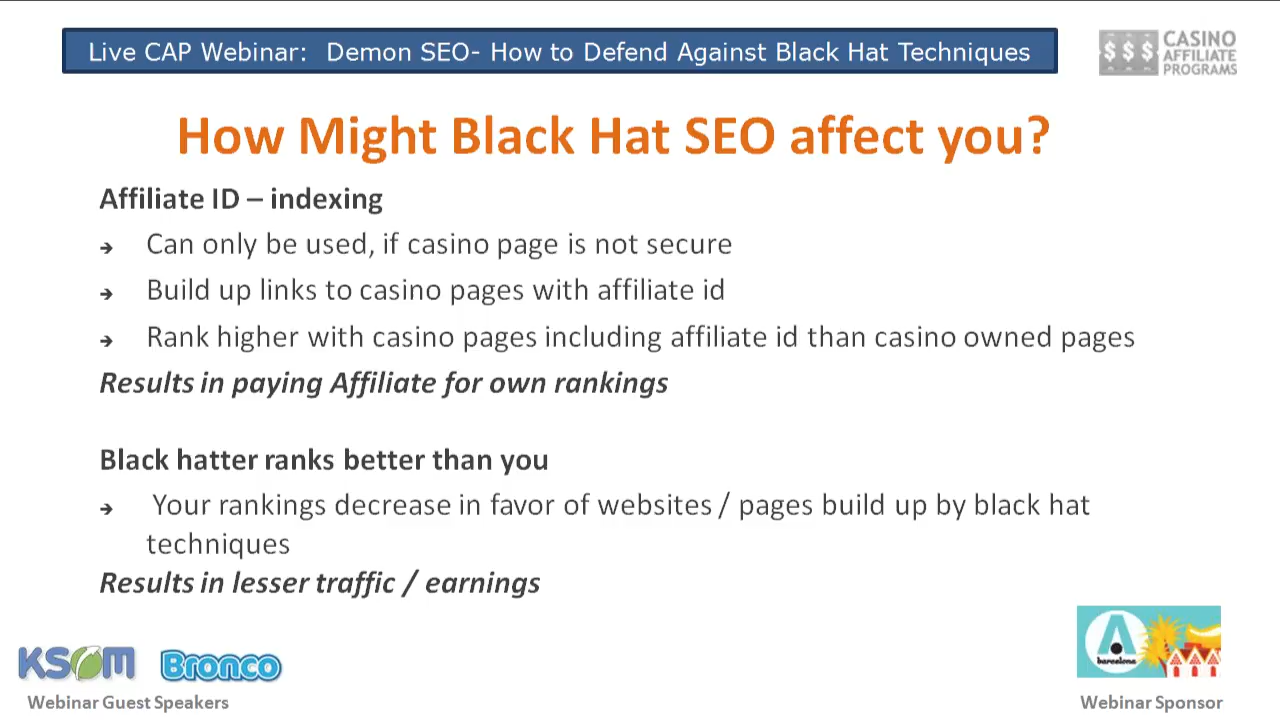 Live CAP Webinar:  Demon SEO- How to Defend Against Black Hat Techniques
$ $ $ CASINO
AFFILIATE
PROGRAMS
How Might Black Hat SEO affect you?
Affiliate ID – indexing
➔ Can only be used, if casino page is not secure
➔ Build up links to casino pages with affiliate id
➔ Rank higher with casino pages including affiliate id than casino owned pages
Results in paying Affiliate for own rankings
Black hatter ranks better than you
➔ Your rankings decrease in favor of websites / pages build up by black hat
techniques
Results in lesser traffic / earnings
KSOM Bronco
A
barcelona
Webinar Guest Speakers
Webinar Sponsor